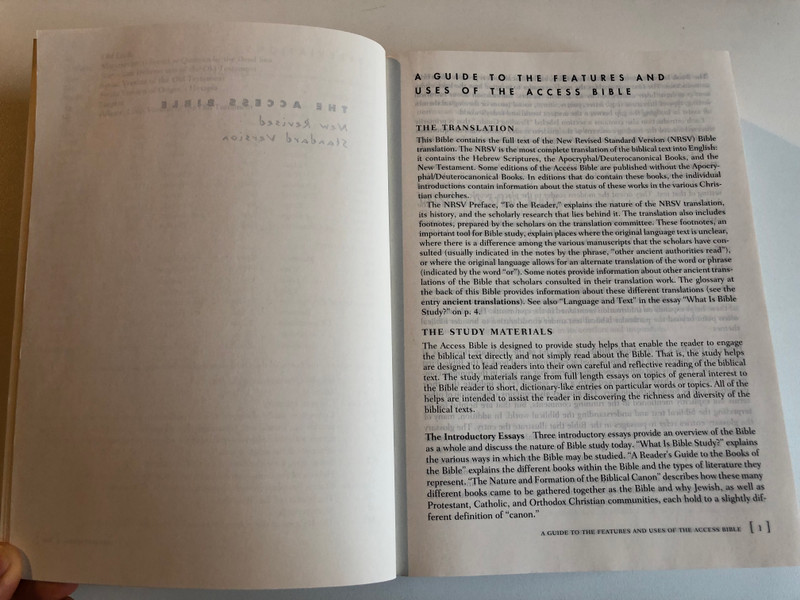 THE ACCESS BIBLE
New Revised
Standard Version
A GUIDE TO THE FEATURES AND
USES OF THE ACCESS BIBLE
THE TRANSLATION
This Bible contains the full text of the New Revised Standard Version (NRSV) Bible
translation. The NRSV is the most complete translation of the biblical text into English:
it contains the Hebrew Scriptures, the Apocryphal/Deuterocanonical Books, and the
New Testament. Some editions of the Access Bible are published without the Apocry-
phal/Deuterocanonical Books. In editions that do contain these books, the individual
introductions contain information about the status of these works in the various Chris-
tian churches.
The NRSV Preface, “To the Reader,” explains the nature of the NRSV translation,
its history, and the scholarly research that lies behind it. The translation also includes
footnotes, prepared by the scholars on the translation committee. These footnotes, an
important tool for Bible study, explain places where the original language text is unclear,
where there is a difference among the various manuscripts that the scholars have con-
sulted (usually indicated in the notes by the phrase, “other ancient authorities read”),
or where the original language allows for an alternate translation of the word or phrase
(indicated by the word “or”). Some notes provide information about other ancient trans-
lations of the Bible that scholars consulted in their translation work. The glossary at
the back of this Bible provides information about these different translations (see the
entry ancient translations). See also “Language and Text” in the essay “What Is Bible
Study?” on p. 4.
THE STUDY MATERIALS
The Access Bible is designed to provide study helps that enable the reader to engage
the biblical text directly and not simply read about the Bible. That is, the study helps
are designed to lead readers into their own careful and reflective reading of the biblical
text. The study materials range from full length essays on topics of general interest to
the Bible reader to short, dictionary-like entries on particular words or topics. All of the
helps are intended to assist the reader in discovering the richness and diversity of the
biblical texts.
The Introductory Essays Three introductory essays provide an overview of the Bible
as a whole and discuss the nature of Bible study today. “What Is Bible Study?” explains
the various ways in which the Bible may be studied. “A Reader’s Guide to the Books of
the Bible” explains the different books within the Bible and the types of literature they
represent. “The Nature and Formation of the Biblical Canon” describes how these many
different books came to be gathered together as the Bible and why Jewish, as well as
Protestant, Catholic, and Orthodox Christian communities, each hold to a slightly dif-
ferent definition of “canon.”
A GUIDE TO THE FEATURES AND USES OF THE ACCESS BIBLE [ 1 ]